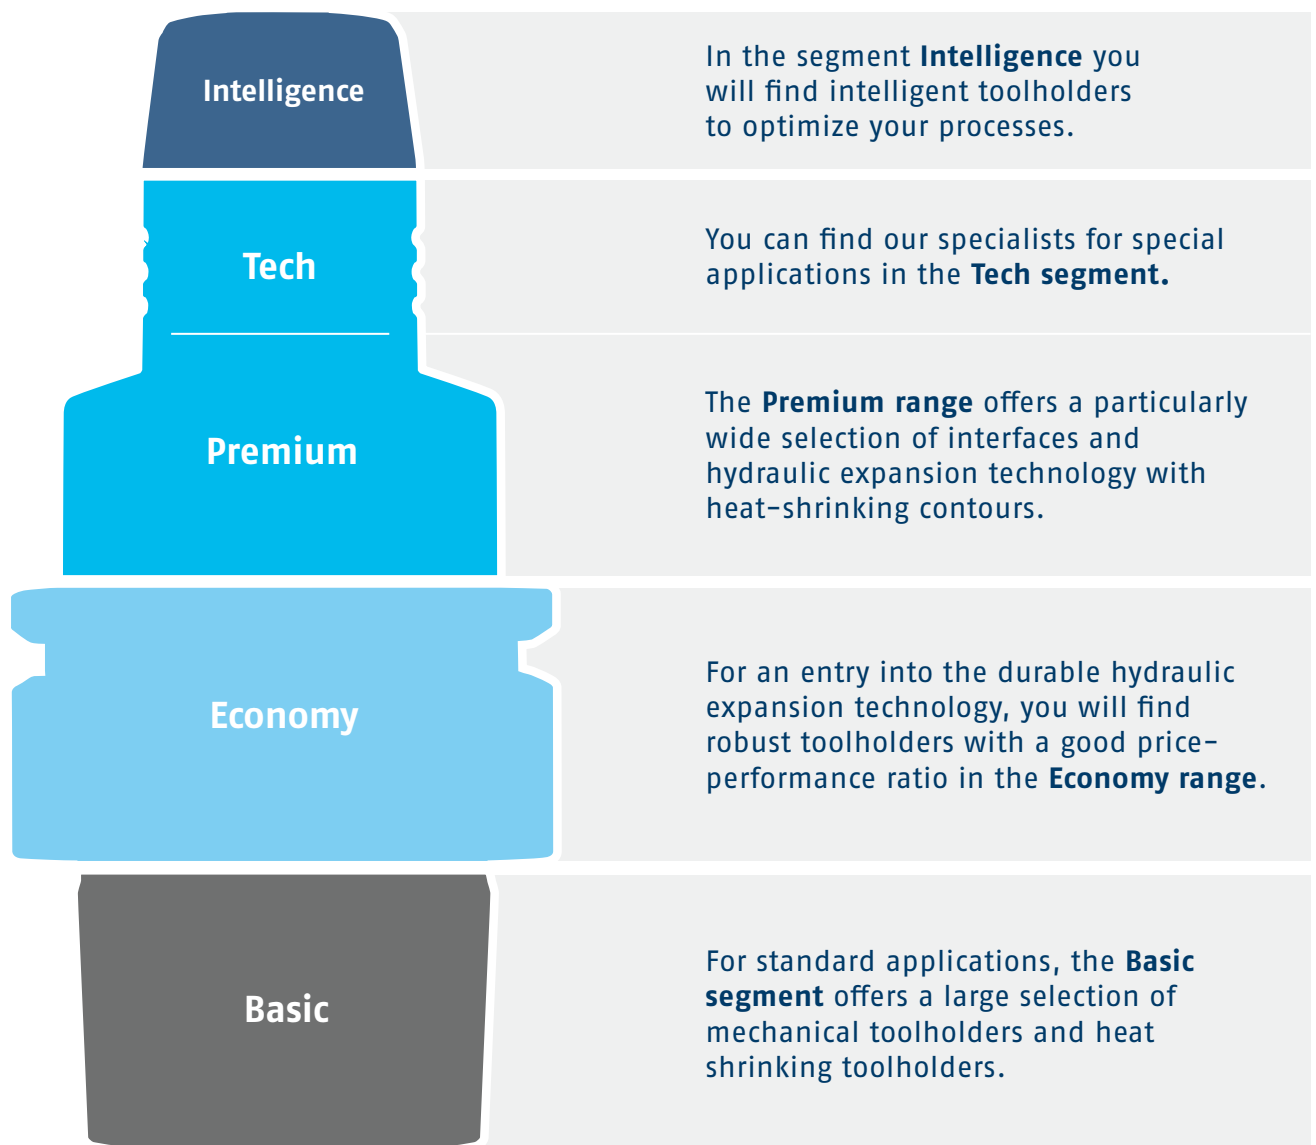 Intelligence
In the segment Intelligence you
will find intelligent toolholders
to optimize your processes.
Tech
You can find our specialists for special
applications in the Tech segment.
Premium
The Premium range offers a particularly
wide selection of interfaces and
hydraulic expansion technology with
heat-shrinking contours.
Economy
For an entry into the durable hydraulic
expansion technology, you will find
robust toolholders with a good price-
performance ratio in the Economy range.
Basic
For standard applications, the Basic
segment offers a large selection of
mechanical toolholders and heat
shrinking toolholders.